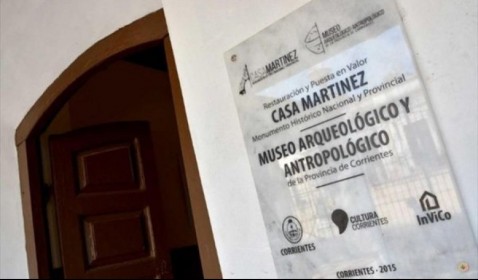 CASA MARTINEZ
MUSEO
ARQUEOLÓGICO Y ANTROPOLÓGICO
Restauración y Puesta en Valor
CASA MARTINEZ
Monumento Histórico Nacional y Provincial
MUSEO ARQUEOLÓGICO Y
ANTROPOLÓGICO
de la Provincia de Corrientes
CORRIENTES
CULTURA
CORRIENTES
InViCo
CORRIENTES - 2015